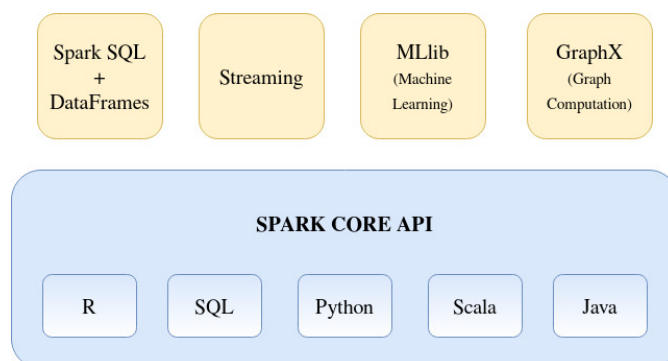 Spark SQL
+
DataFrames
Streaming
MLlib
(Machine
Learning)
GraphX
(Graph
Computation)
SPARK CORE API
R
SQL
Python
Scala
Java